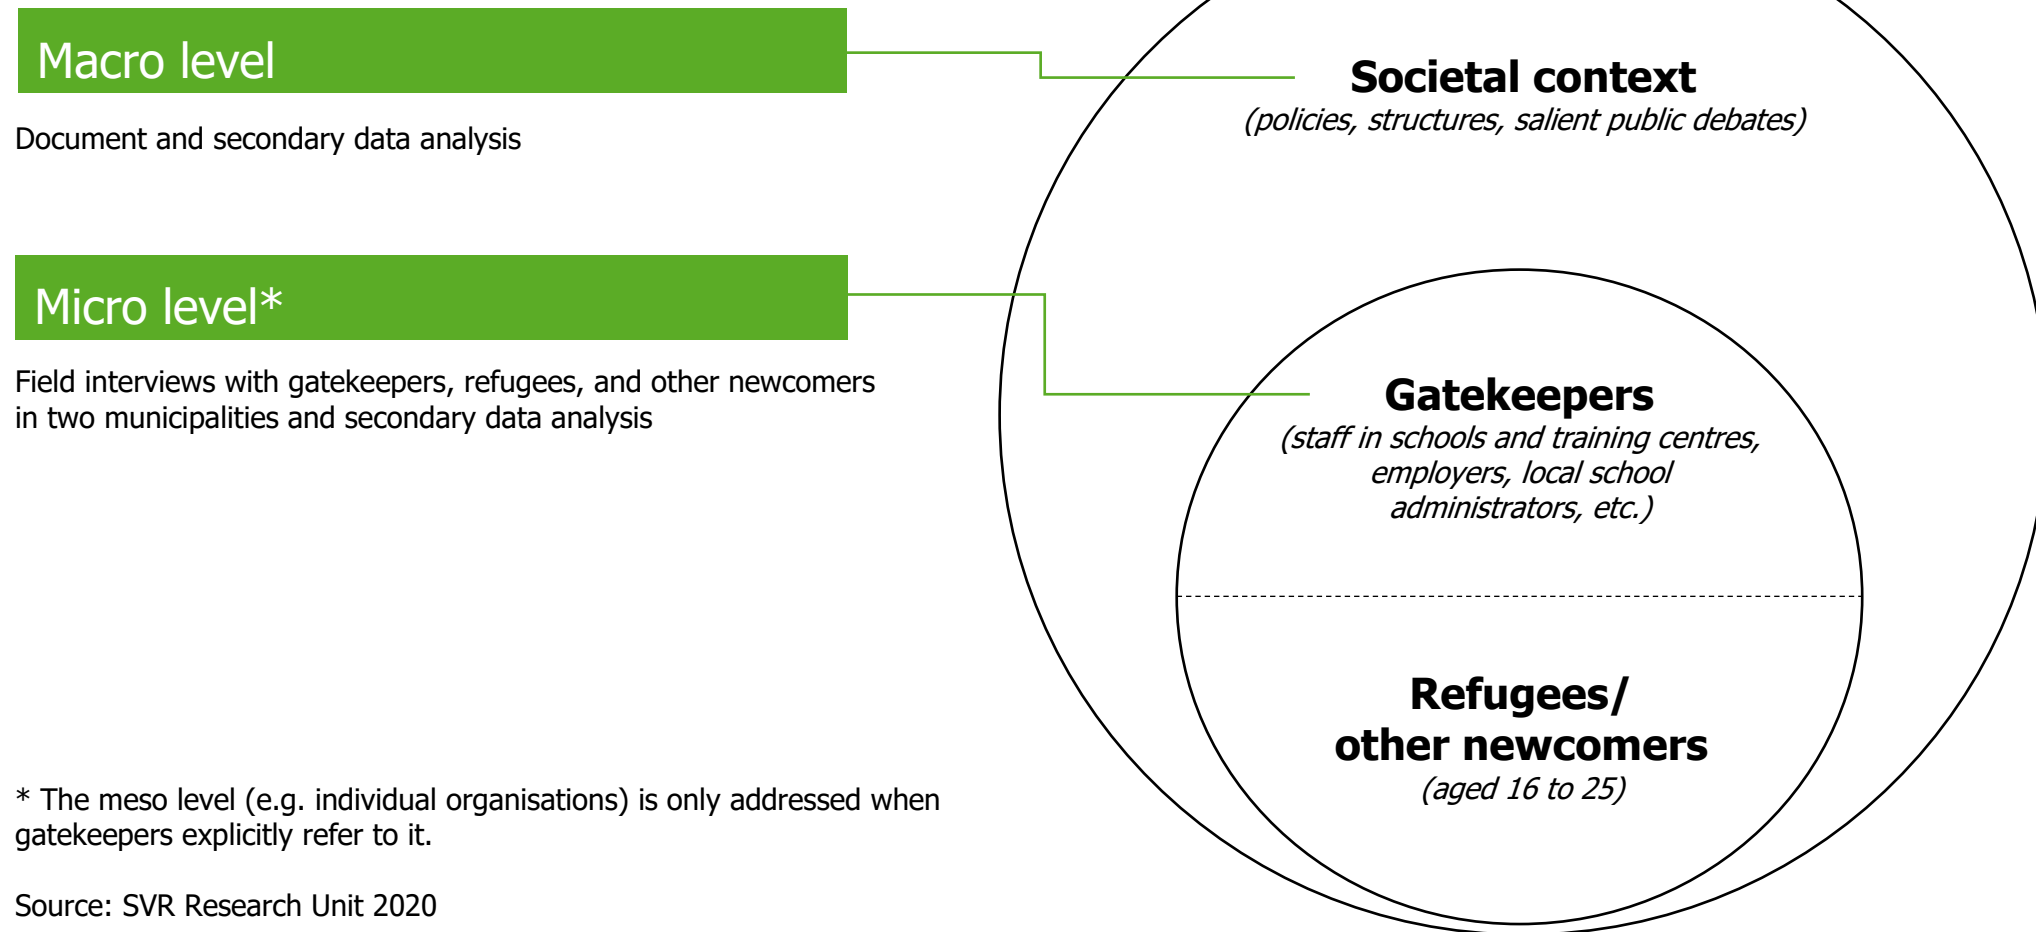 Macro level
Document and secondary data analysis
Micro level*
Field interviews with gatekeepers, refugees, and other newcomers
in two municipalities and secondary data analysis
* The meso level (e.g. individual organisations) is only addressed when
gatekeepers explicitly refer to it.
Source: SVR Research Unit 2020
Societal context
(policies, structures, salient public debates)
Gatekeepers
(staff in schools and training centres,
employers, local school
administrators, etc.)
Refugees/
other newcomers
(aged 16 to 25)